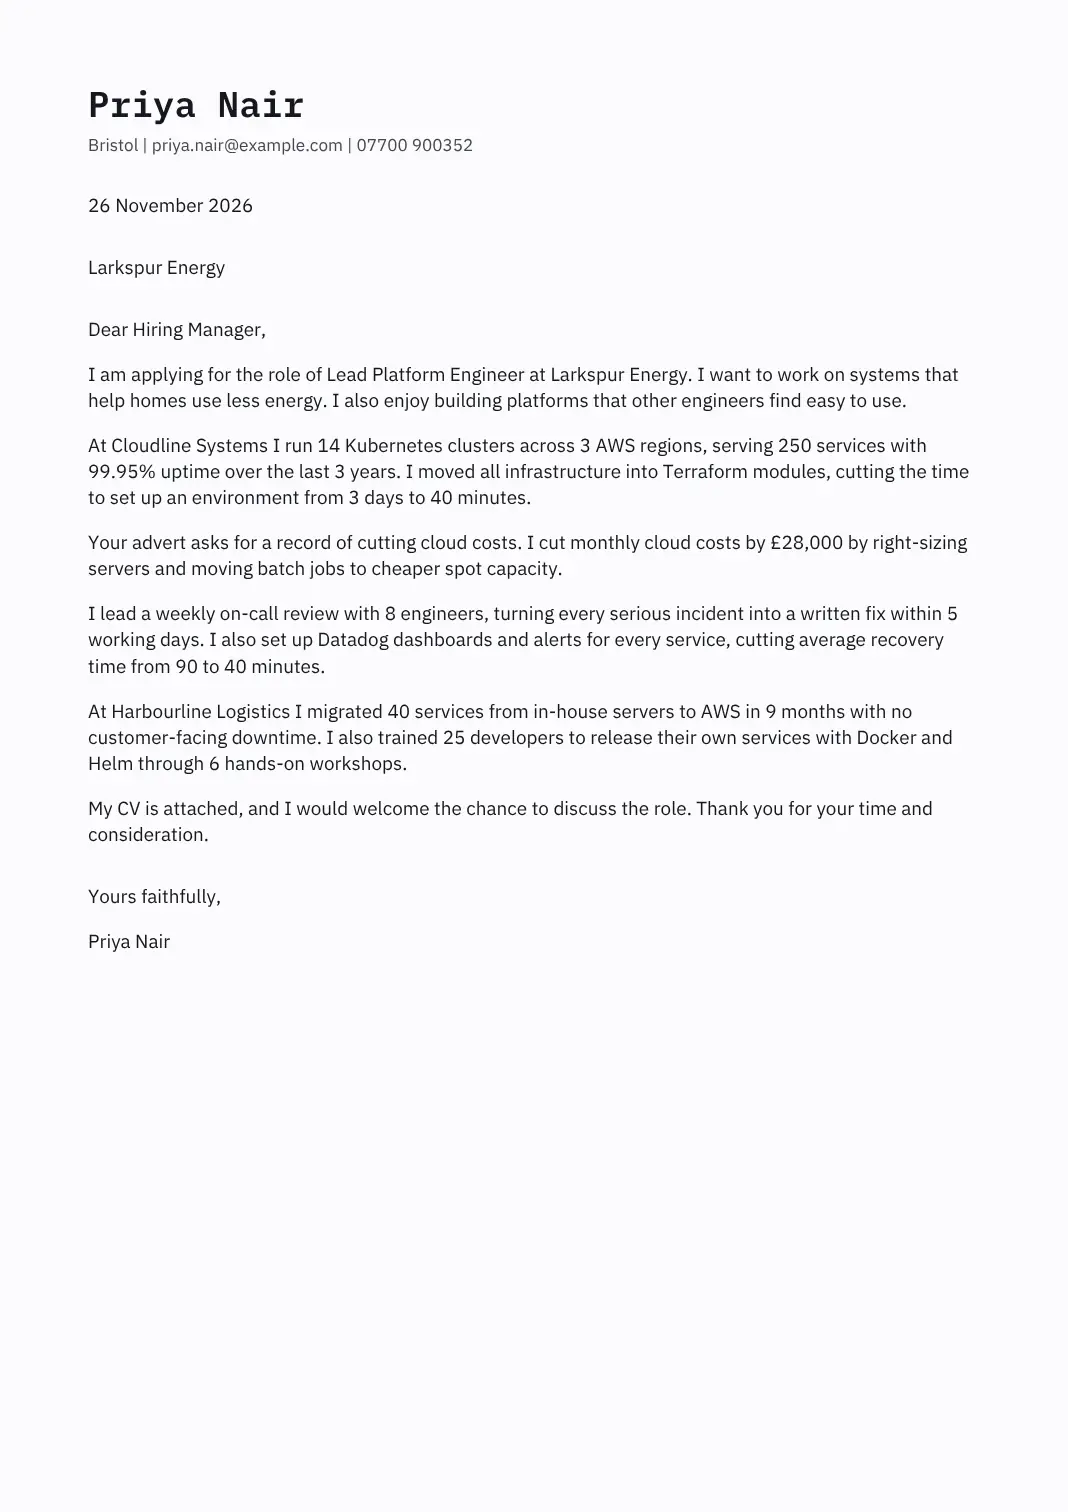 Priya Nair
Bristol | priya.nair@example.com | 07700 900352
26 November 2026
Larkspur Energy
Dear Hiring Manager,
I am applying for the role of Lead Platform Engineer at Larkspur Energy. I want to work on systems that
help homes use less energy. I also enjoy building platforms that other engineers find easy to use.
At Cloudline Systems I run 14 Kubernetes clusters across 3 AWS regions, serving 250 services with
99.95% uptime over the last 3 years. I moved all infrastructure into Terraform modules, cutting the time
to set up an environment from 3 days to 40 minutes.
Your advert asks for a record of cutting cloud costs. I cut monthly cloud costs by £28,000 by right-sizing
servers and moving batch jobs to cheaper spot capacity.
I lead a weekly on-call review with 8 engineers, turning every serious incident into a written fix within 5
working days. I also set up Datadog dashboards and alerts for every service, cutting average recovery
time from 90 to 40 minutes.
At Harbourline Logistics I migrated 40 services from in-house servers to AWS in 9 months with no
customer-facing downtime. I also trained 25 developers to release their own services with Docker and
Helm through 6 hands-on workshops.
My CV is attached, and I would welcome the chance to discuss the role. Thank you for your time and
consideration.
Yours faithfully,
Priya Nair